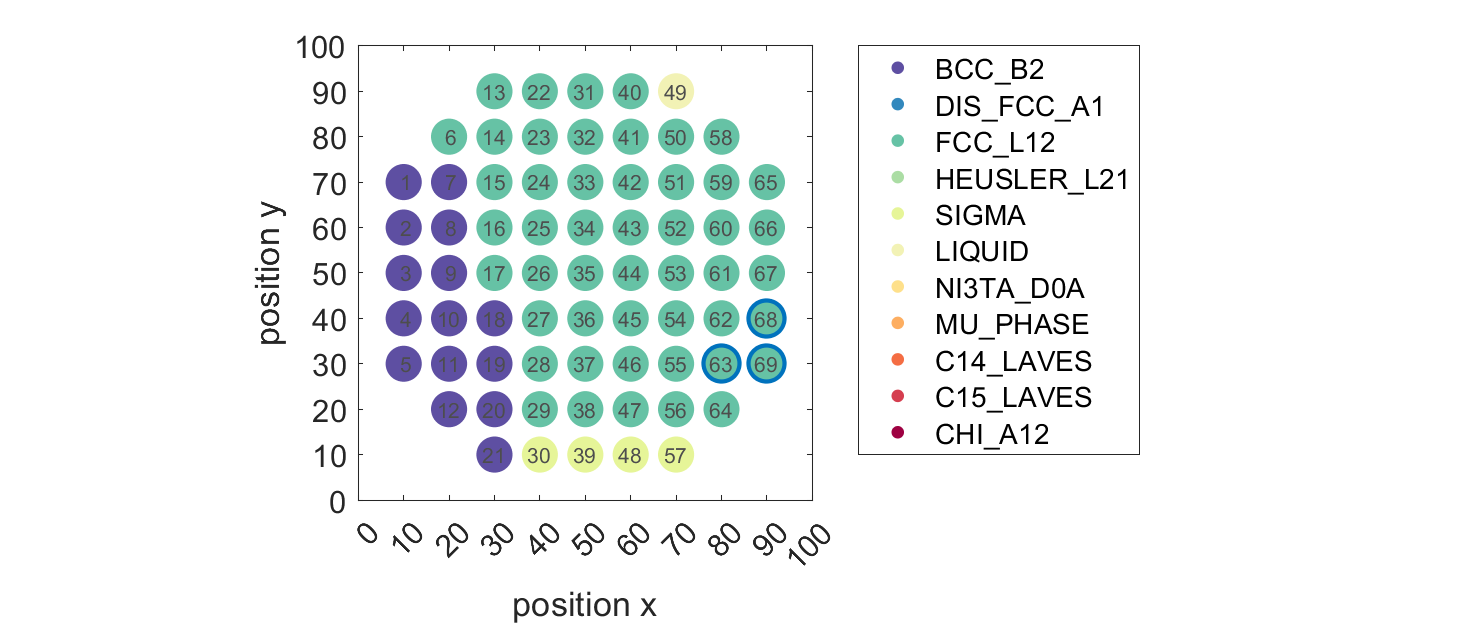 100
90
80
70
60
50
40
30
20
10
0
position y
13 22 31 40 49
6 14 23 32 41 50 58
1 7 15 24 33 42 51 59 65
2 8 16 25 34 43 52 60 66
3 9 17 26 35 44 53 61 67
4 10 18 27 36 45 54 62 68
5 11 19 28 37 46 55 63 69
12 20 29 38 47 56 64
21 30 39 48 57
0 10 20 30 40 50 60 70 80 90 100
position x
BCC_B2
DIS_FCC_A1
FCC_L12
HEUSLER_L21
SIGMA
LIQUID
NI3TA_D0A
MU_PHASE
C14_LAVES
C15_LAVES
CHI_A12